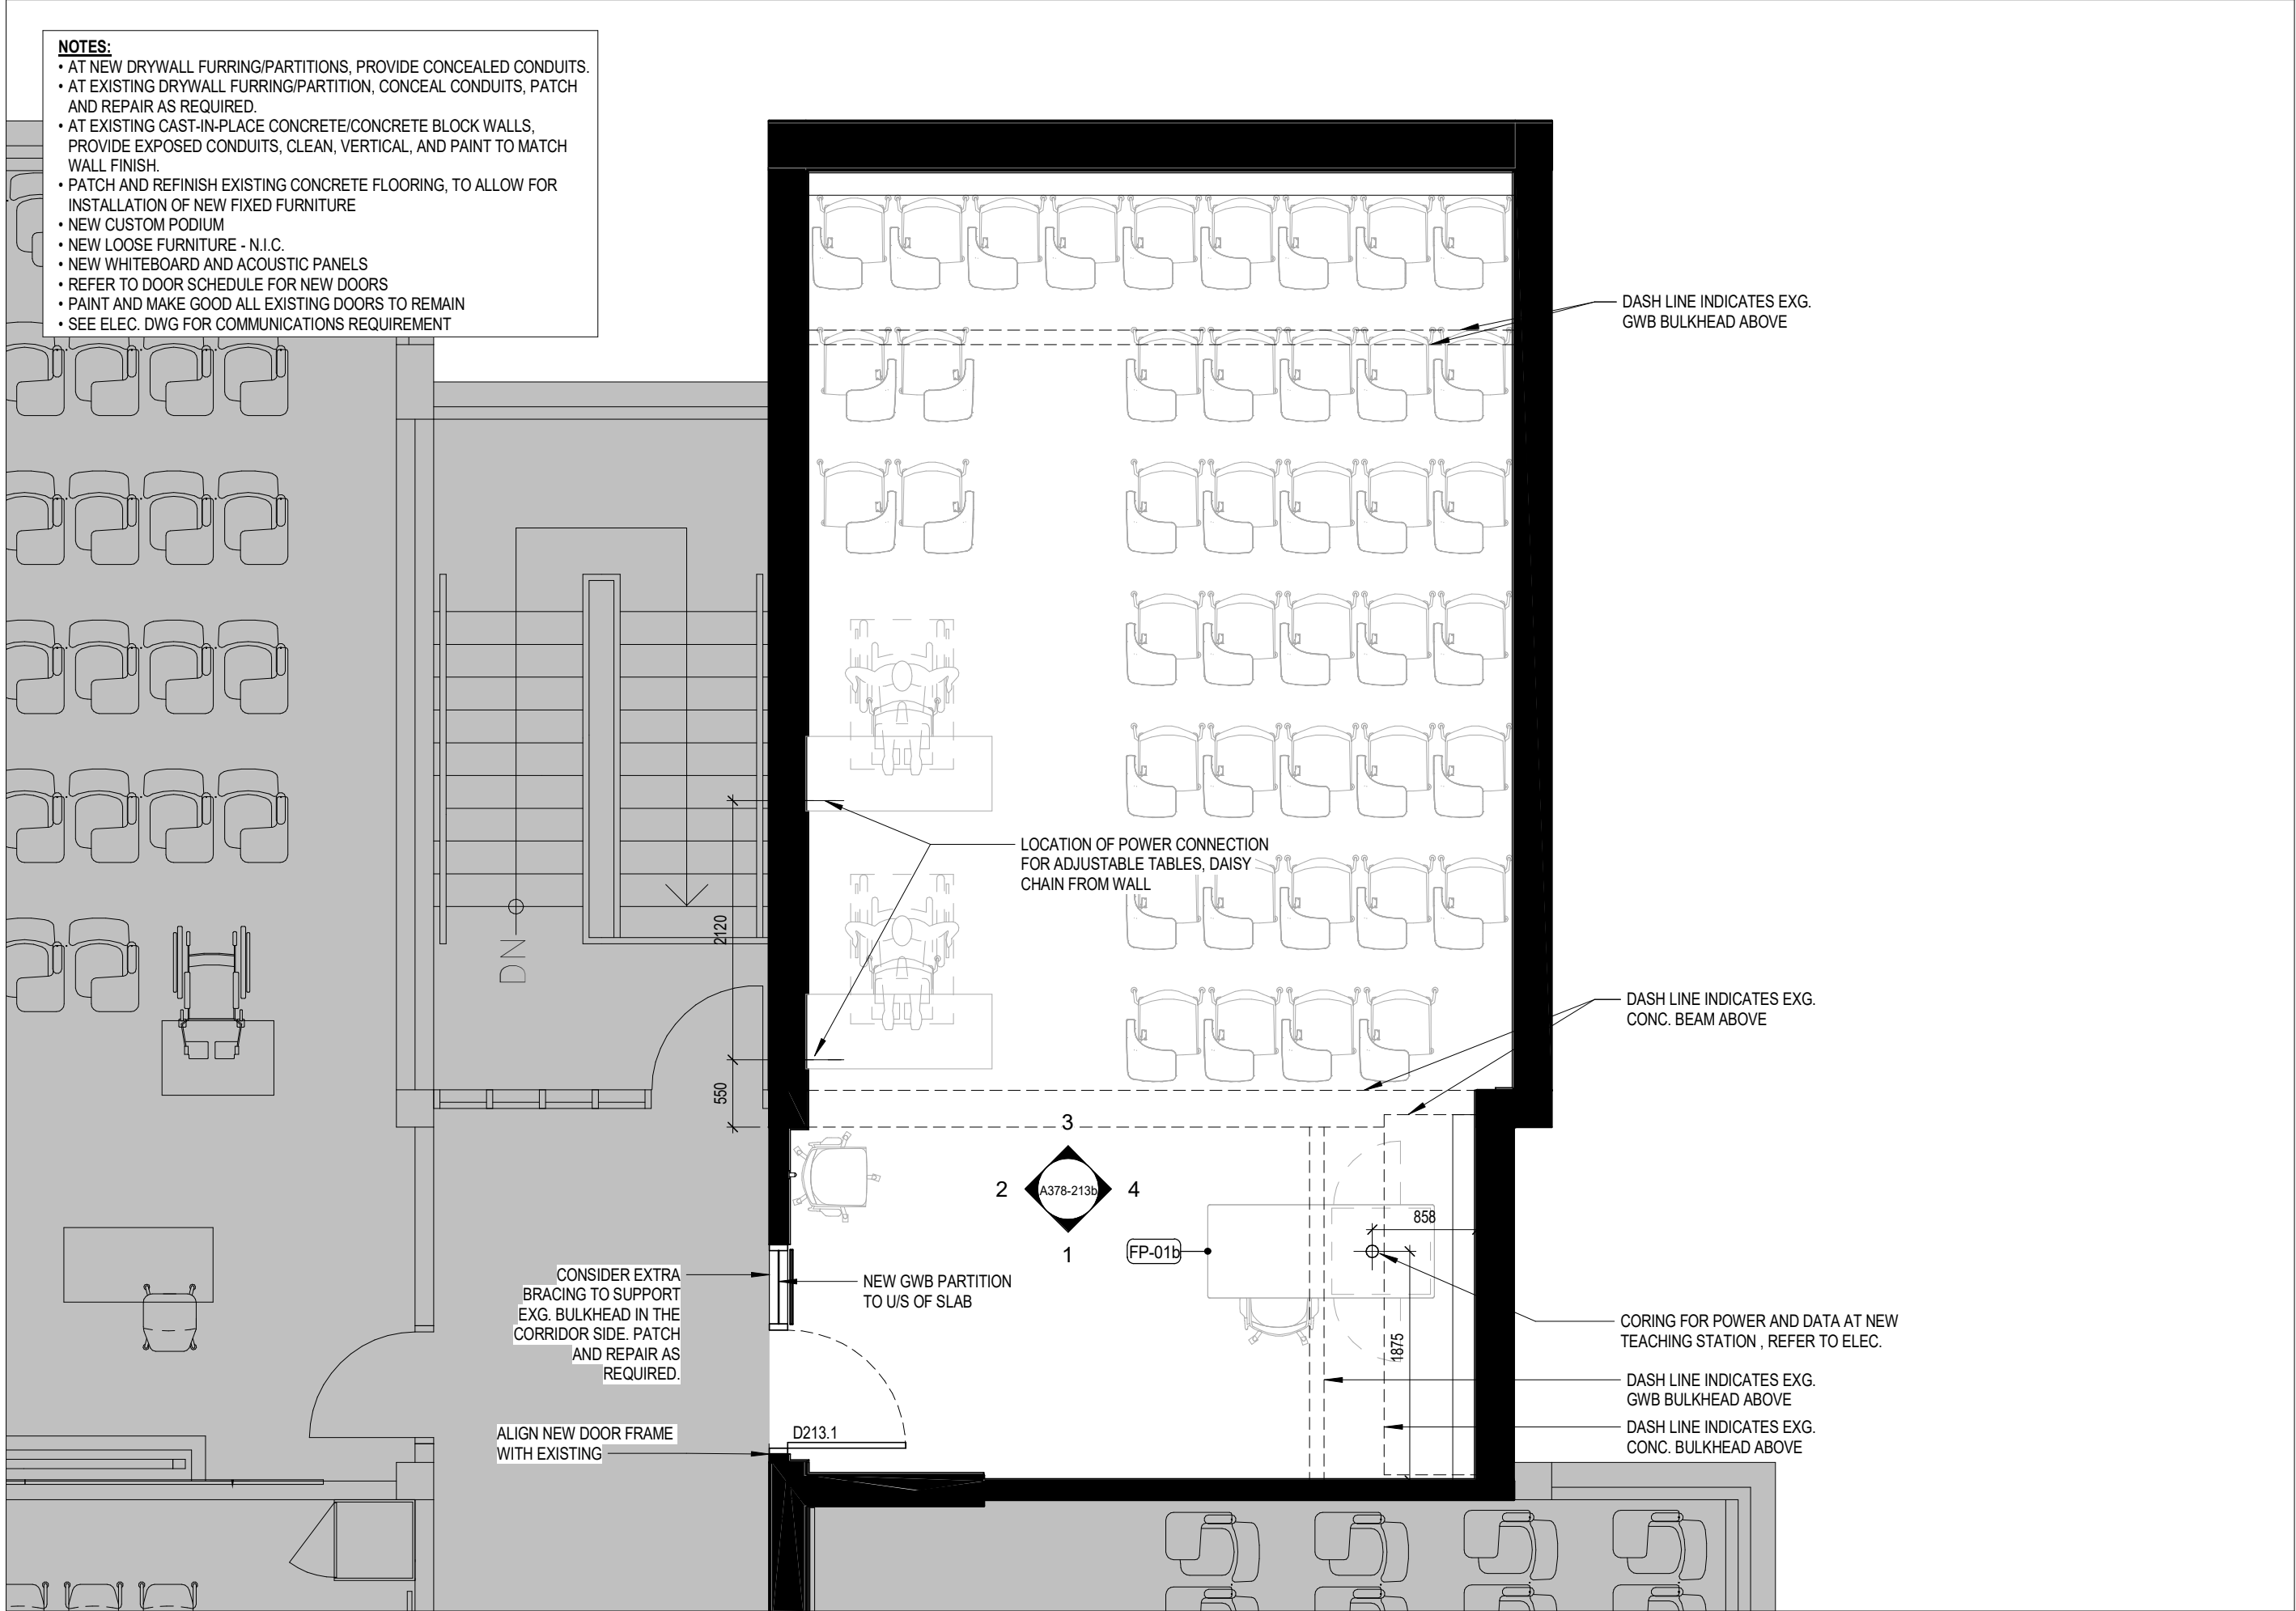 NOTES:
• AT NEW DRYWALL FURRING/PARTITIONS, PROVIDE CONCEALED CONDUITS.
• AT EXISTING DRYWALL FURRING/PARTITION, CONCEAL CONDUITS, PATCH
AND REPAIR AS REQUIRED.
• AT EXISTING CAST-IN-PLACE CONCRETE/CONCRETE BLOCK WALLS,
PROVIDE EXPOSED CONDUITS, CLEAN, VERTICAL, AND PAINT TO MATCH
WALL FINISH.
• PATCH AND REFINISH EXISTING CONCRETE FLOORING, TO ALLOW FOR
INSTALLATION OF NEW FIXED FURNITURE
• NEW CUSTOM PODIUM
• NEW LOOSE FURNITURE - N.I.C.
• NEW WHITEBOARD AND ACOUSTIC PANELS
• REFER TO DOOR SCHEDULE FOR NEW DOORS
• PAINT AND MAKE GOOD ALL EXISTING DOORS TO REMAIN
• SEE ELEC. DWG FOR COMMUNICATIONS REQUIREMENT
DASH LINE INDICATES EXG.
GWB BULKHEAD ABOVE
LOCATION OF POWER CONNECTION
FOR ADJUSTABLE TABLES, DAISY
CHAIN FROM WALL
2120
DN
550
DASH LINE INDICATES EXG.
CONC. BEAM ABOVE
3
2
A378-213b
4
1
858
FP-01b
1875
CONSIDER EXTRA
BRACING TO SUPPORT
EXG. BULKHEAD IN THE
CORRIDOR SIDE. PATCH
AND REPAIR AS
REQUIRED.
NEW GWB PARTITION
TO U/S OF SLAB
CORING FOR POWER AND DATA AT NEW
TEACHING STATION , REFER TO ELEC.
DASH LINE INDICATES EXG.
GWB BULKHEAD ABOVE
DASH LINE INDICATES EXG.
CONC. BULKHEAD ABOVE
ALIGN NEW DOOR FRAME
WITH EXISTING
D213.1